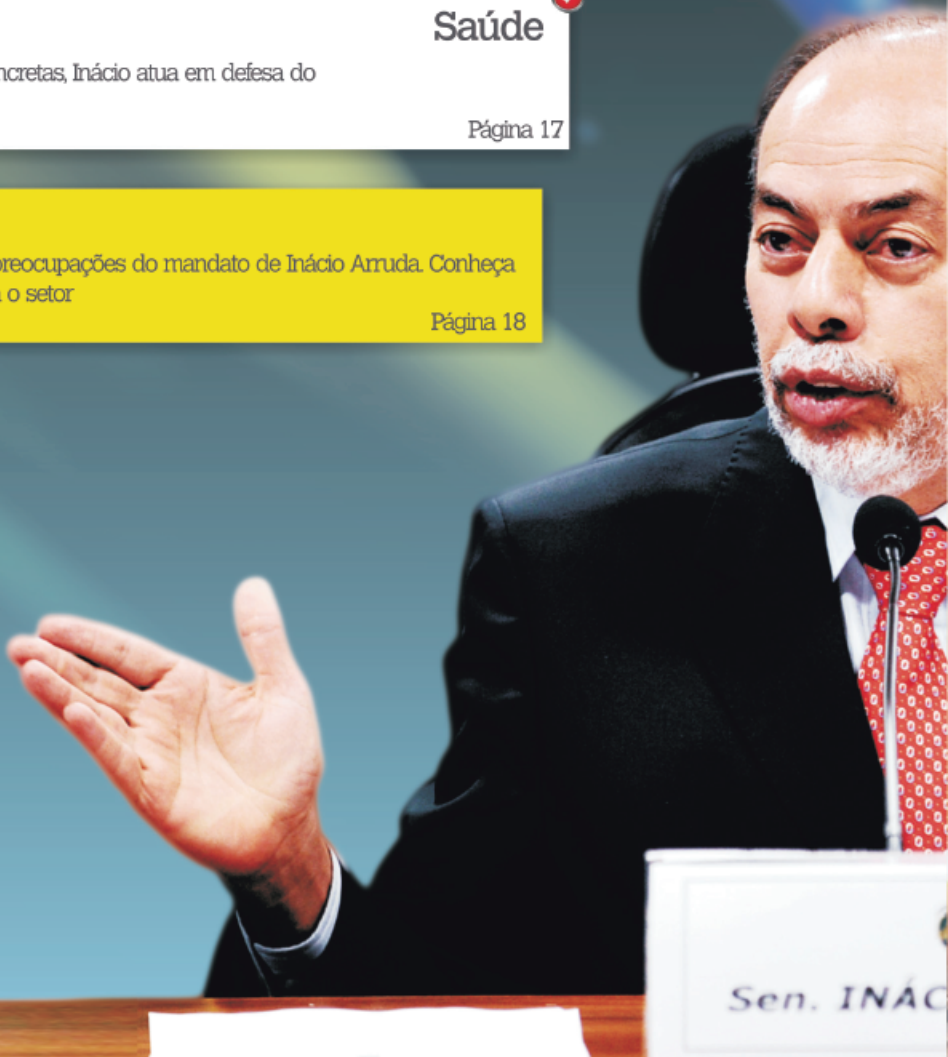 Saúde
ncretas, Inácio atua em defesa do
Página 17
preocupações do mandato de Inácio Arruda. Conheça
o setor
Página 18
Sen. INÁC